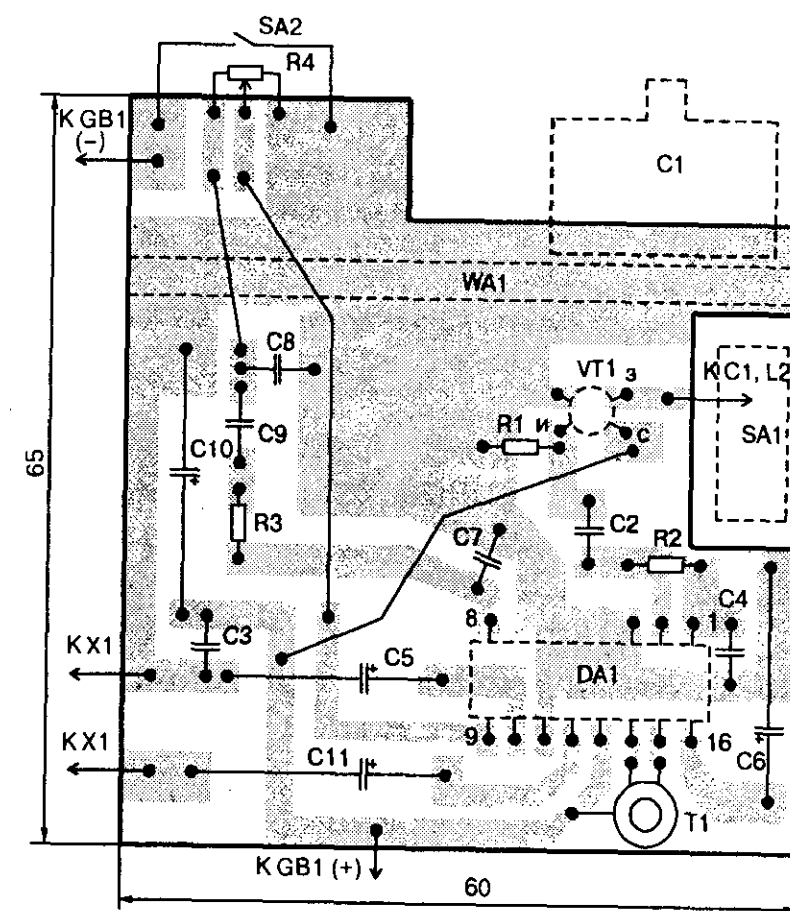 SA2
R4
К GB1
(–)
C1
WA1
C8
VT1 з
К C1, L2
R1 и
с
SA1
C10
C9
65
R3
C7
C2
R2
8
1
C4
C3
К X1
C5
DA1
К X1
9
16
C11
C6
T1
К GB1 (+)
60